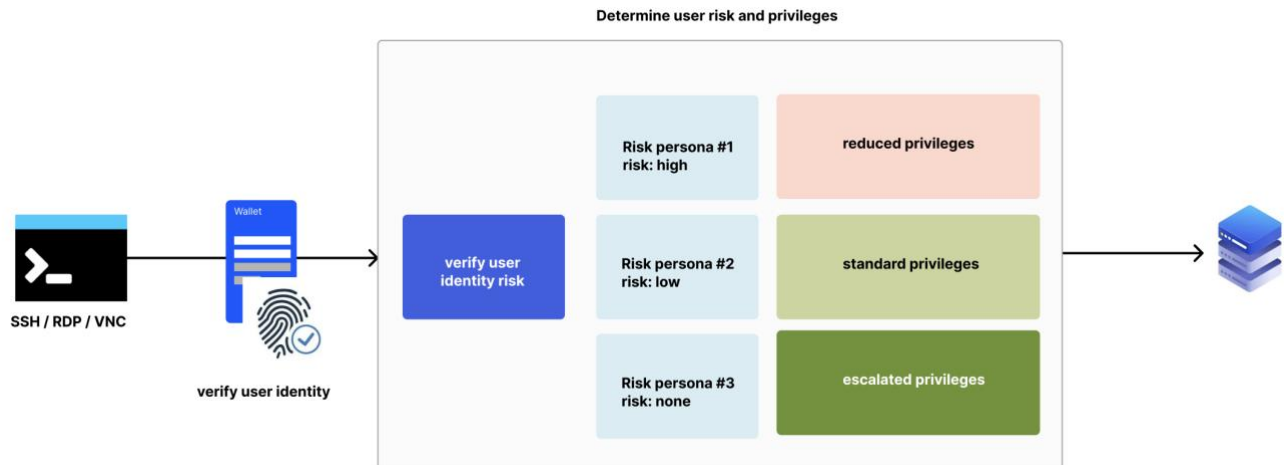 Determine user risk and privileges
Wallet
SSH / RDP / VNC
verify user identity
verify user
identity risk
Risk persona #1
risk: high
reduced privileges
Risk persona #2
risk: low
standard privileges
Risk persona #3
risk: none
escalated privileges